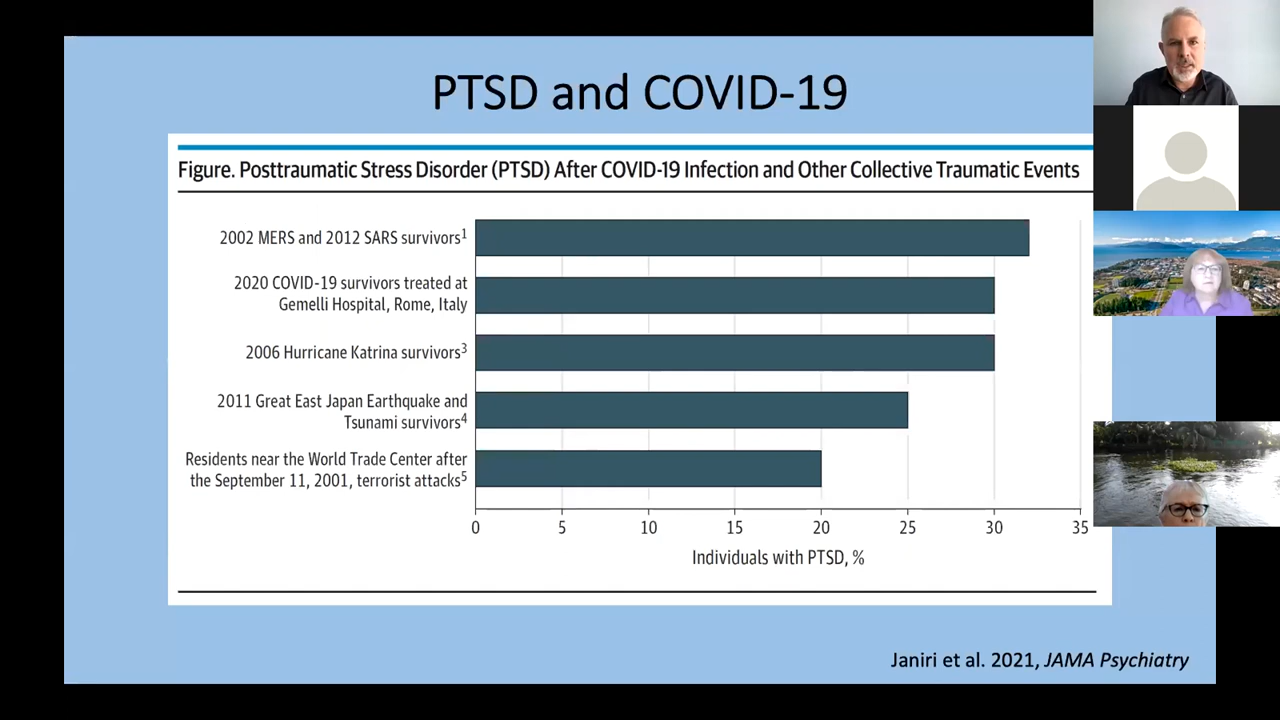 PTSD and COVID-19
Figure. Posttraumatic Stress Disorder (PTSD) After COVID-19 Infection and Other Collective Traumatic Events
2002 MERS and 2012 SARS survivors1
2020 COVID-19 survivors treated at
Gemelli Hospital, Rome, Italy
2006 Hurricane Katrina survivors3
2011 Great East Japan Earthquake and
Tsunami survivors4
Residents near the World Trade Center after
the September 11, 2001, terrorist attacks5
0 5 10 15 20 25 30 35
Individuals with PTSD, %
Janiri et al. 2021, JAMA Psychiatry